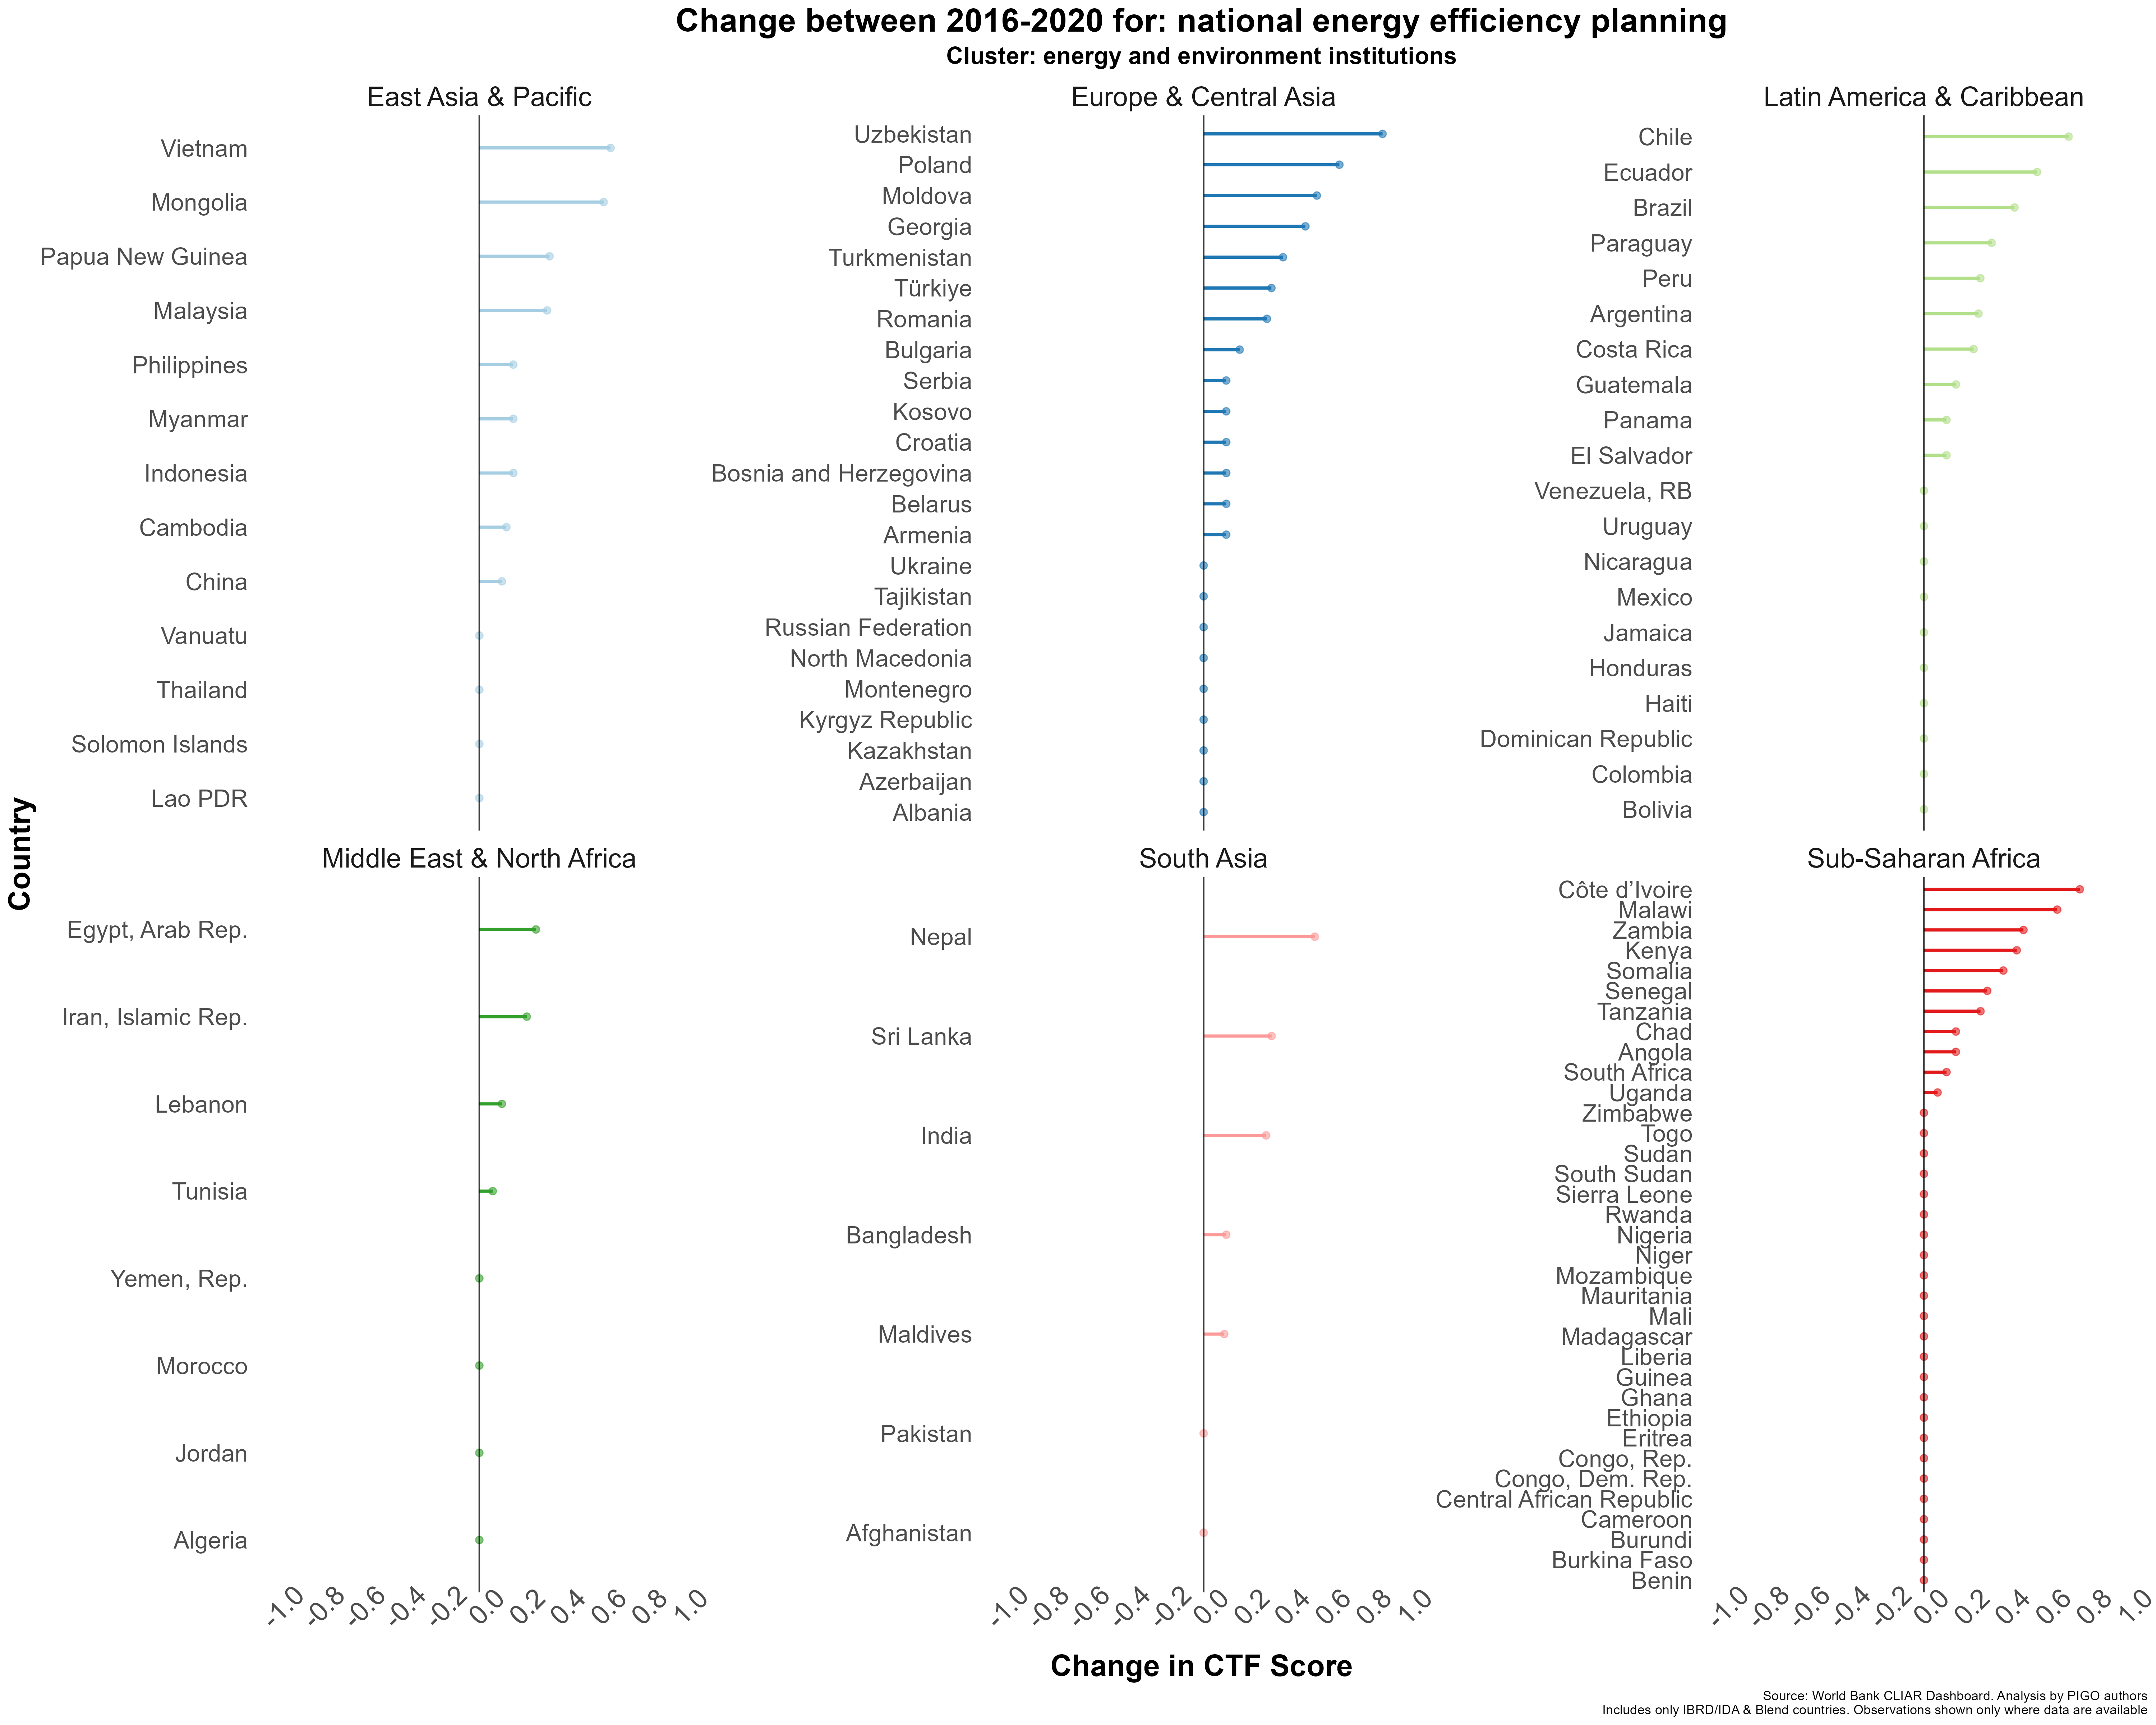 Change between 2016-2020 for: national energy efficiency planning
Cluster: energy and environment institutions
East Asia & Pacific
Vietnam
Mongolia
Papua New Guinea
Malaysia
Philippines
Myanmar
Indonesia
Cambodia
China
Vanuatu
Thailand
Solomon Islands
Lao PDR
Europe & Central Asia
Uzbekistan
Poland
Moldova
Georgia
Turkmenistan
Türkiye
Romania
Bulgaria
Serbia
Kosovo
Croatia
Bosnia and Herzegovina
Belarus
Armenia
Ukraine
Tajikistan
Russian Federation
North Macedonia
Montenegro
Kyrgyz Republic
Kazakhstan
Azerbaijan
Albania
Latin America & Caribbean
Chile
Ecuador
Brazil
Paraguay
Peru
Argentina
Costa Rica
Guatemala
Panama
El Salvador
Venezuela, RB
Uruguay
Nicaragua
Mexico
Jamaica
Honduras
Haiti
Dominican Republic
Colombia
Bolivia
Country
Middle East & North Africa
Egypt, Arab Rep.
Iran, Islamic Rep.
Lebanon
Tunisia
Yemen, Rep.
Morocco
Jordan
Algeria
-1.0 -0.8 -0.6 -0.4 -0.2 0.0 0.2 0.4 0.6 0.8 1.0
South Asia
Nepal
Sri Lanka
India
Bangladesh
Maldives
Pakistan
Afghanistan
-1.0 -0.8 -0.6 -0.4 -0.2 0.0 0.2 0.4 0.6 0.8 1.0
Sub-Saharan Africa
Côte d’Ivoire
Malawi
Zambia
Kenya
Somalia
Senegal
Tanzania
Chad
Angola
South Africa
Uganda
Zimbabwe
Togo
Sudan
South Sudan
Sierra Leone
Rwanda
Nigeria
Niger
Mozambique
Mauritania
Mali
Madagascar
Liberia
Guinea
Ghana
Ethiopia
Eritrea
Congo, Rep.
Congo, Dem. Rep.
Central African Republic
Cameroon
Burundi
Burkina Faso
Benin
-1.0 -0.8 -0.6 -0.4 -0.2 0.0 0.2 0.4 0.6 0.8 1.0
Change in CTF Score
Source: World Bank CLIAR Dashboard. Analysis by PIGO authors
Includes only IBRD/IDA & Blend countries. Observations shown only where data are available